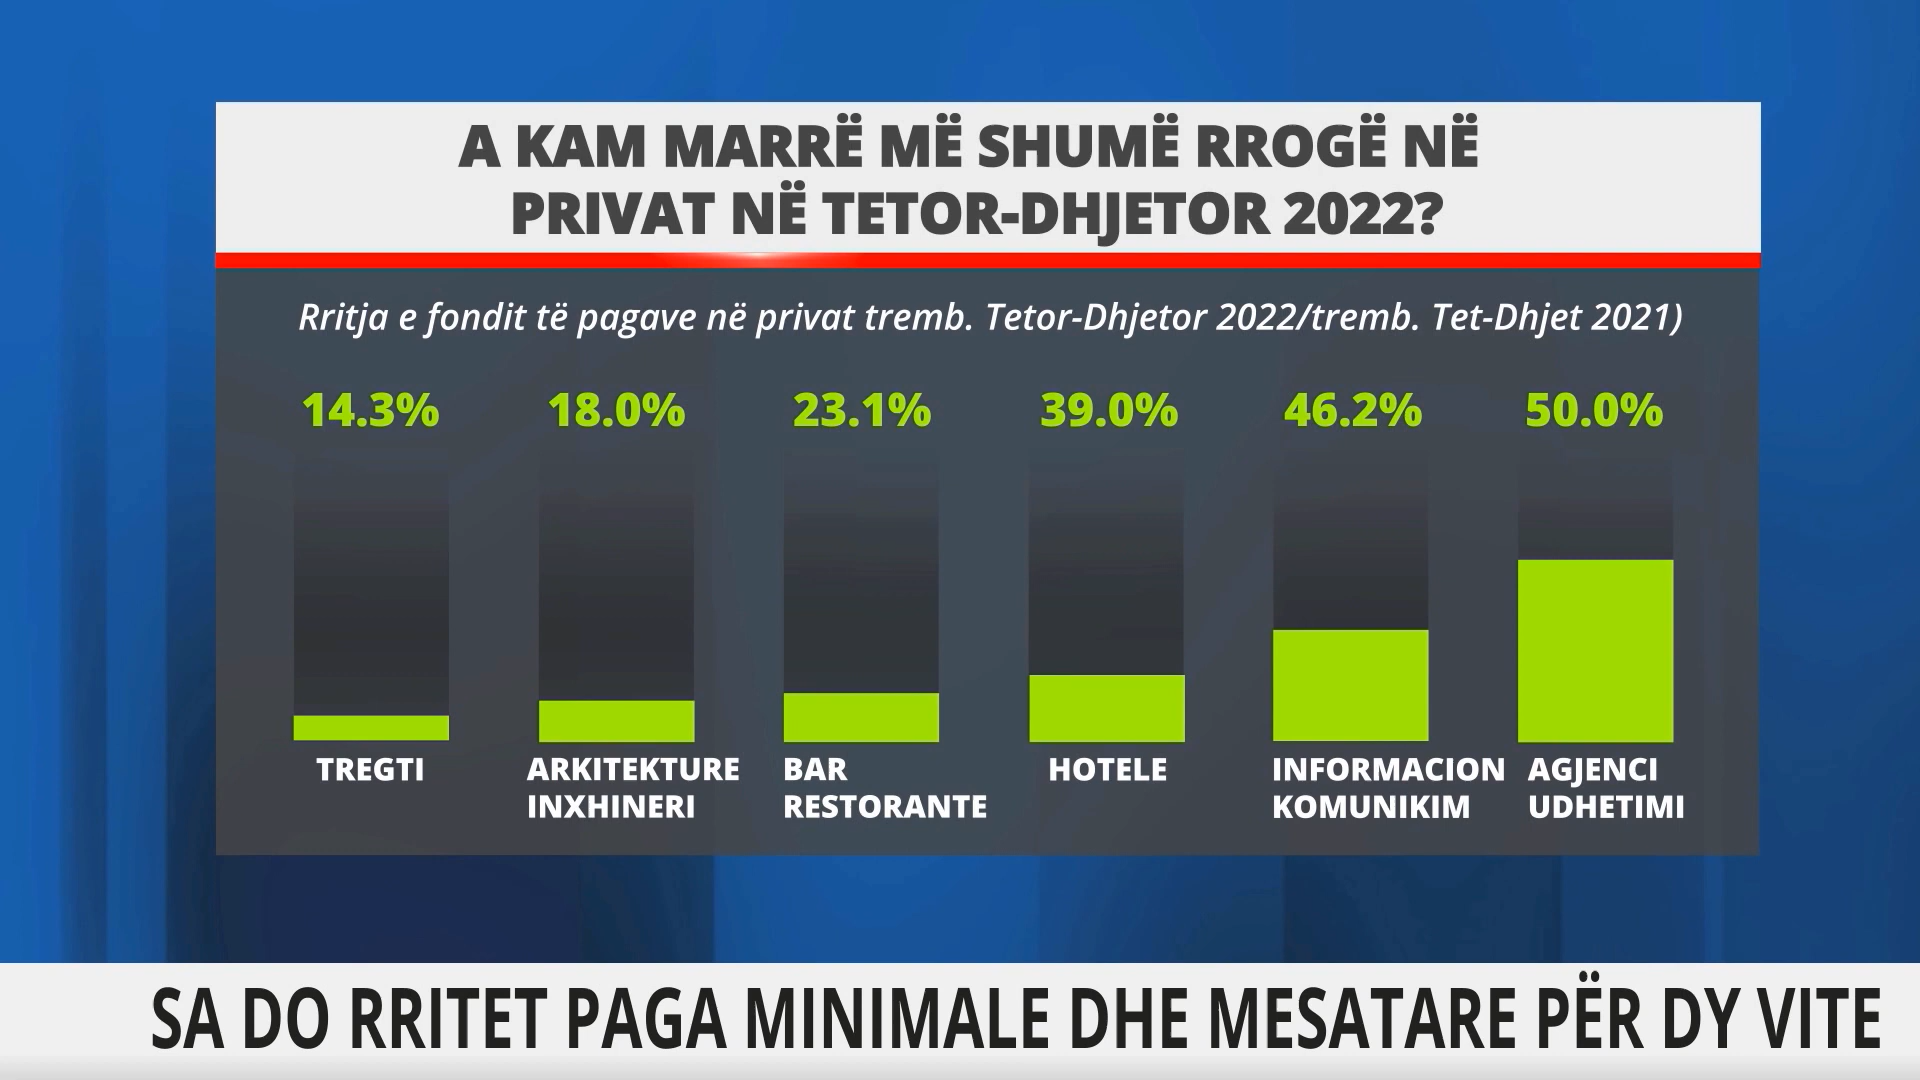 A KAM MARRË MË SHUMË RROGË NË
PRIVAT NË TETOR-DHJETOR 2022?
Rritja e fondit të pagave në privat tremb. Tetor-Dhjetor 2022/tremb. Tet-Dhjet 2021)
14.3% 18.0% 23.1% 39.0% 46.2% 50.0%
TREGTI ARKITEKTURE BAR HOTELE INFORMACION AGJENCI
INXHINERI RESTORANTE KOMUNIKIM UDHETIMI
SA DO RRITET PAGA MINIMALE DHE MESATARE PËR DY VITE